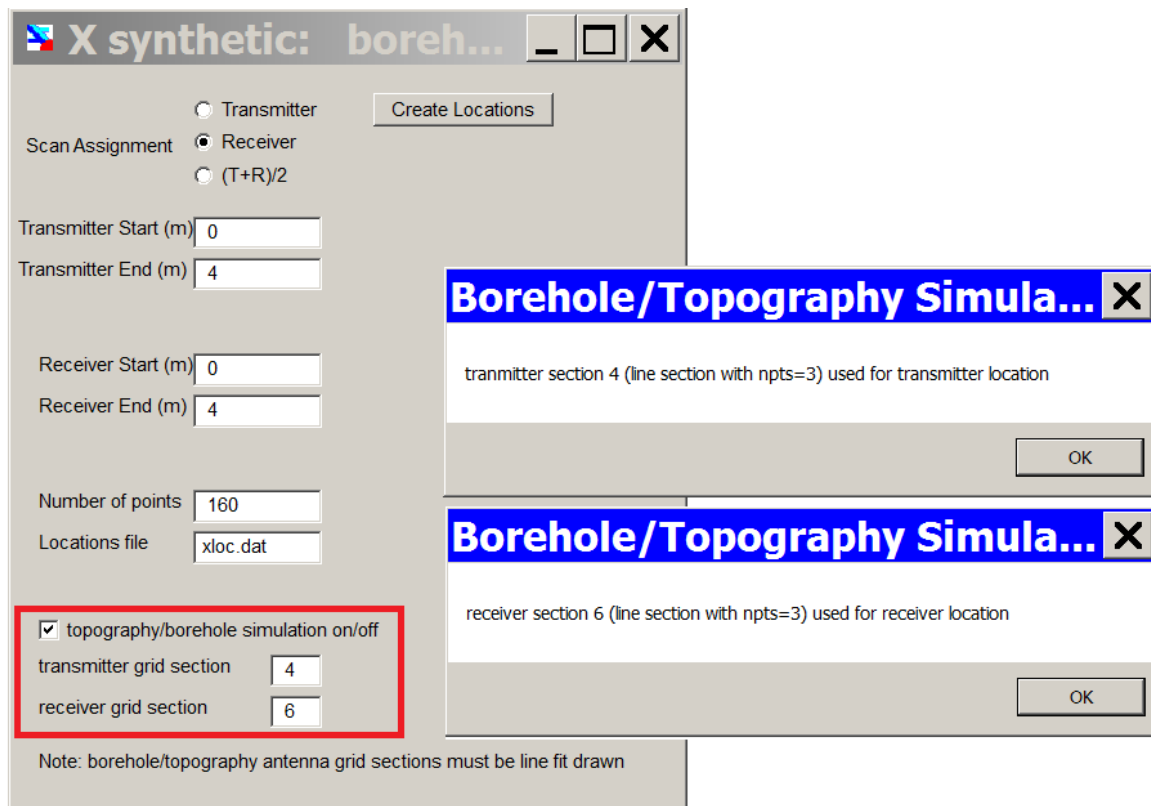 X synthetic: boreh...
Transmitter
Create Locations
Scan Assignment
Receiver
(T+R)/2
Transmitter Start (m)
0
Transmitter End (m)
4
Receiver Start (m)
0
Receiver End (m)
4
Number of points
160
Locations file
xloc.dat
topography/borehole simulation on/off
transmitter grid section
4
receiver grid section
6
Note: borehole/topography antenna grid sections must be line fit drawn
Borehole/Topography Simula...
tranmitter section 4 (line section with npts=3) used for transmitter location
OK
Borehole/Topography Simula...
receiver section 6 (line section with npts=3) used for receiver location
OK